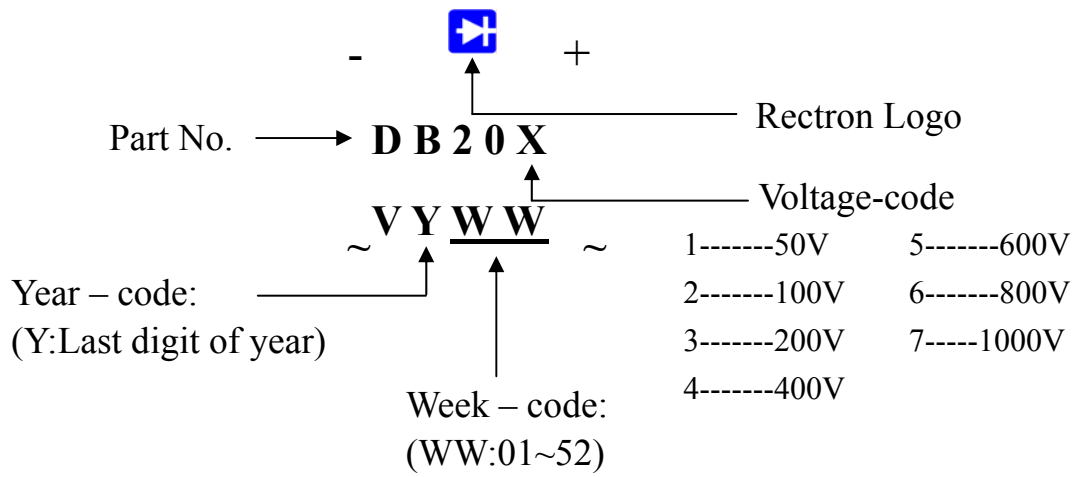 - +
Rectron Logo
Part No. D B 2 0 X
Voltage-code
~ V Y W W ~
1-------50V 5-------600V
Year – code:
2-------100V 6-------800V
(Y:Last digit of year)
3-------200V 7-----1000V
4-------400V
Week – code:
(WW:01~52)